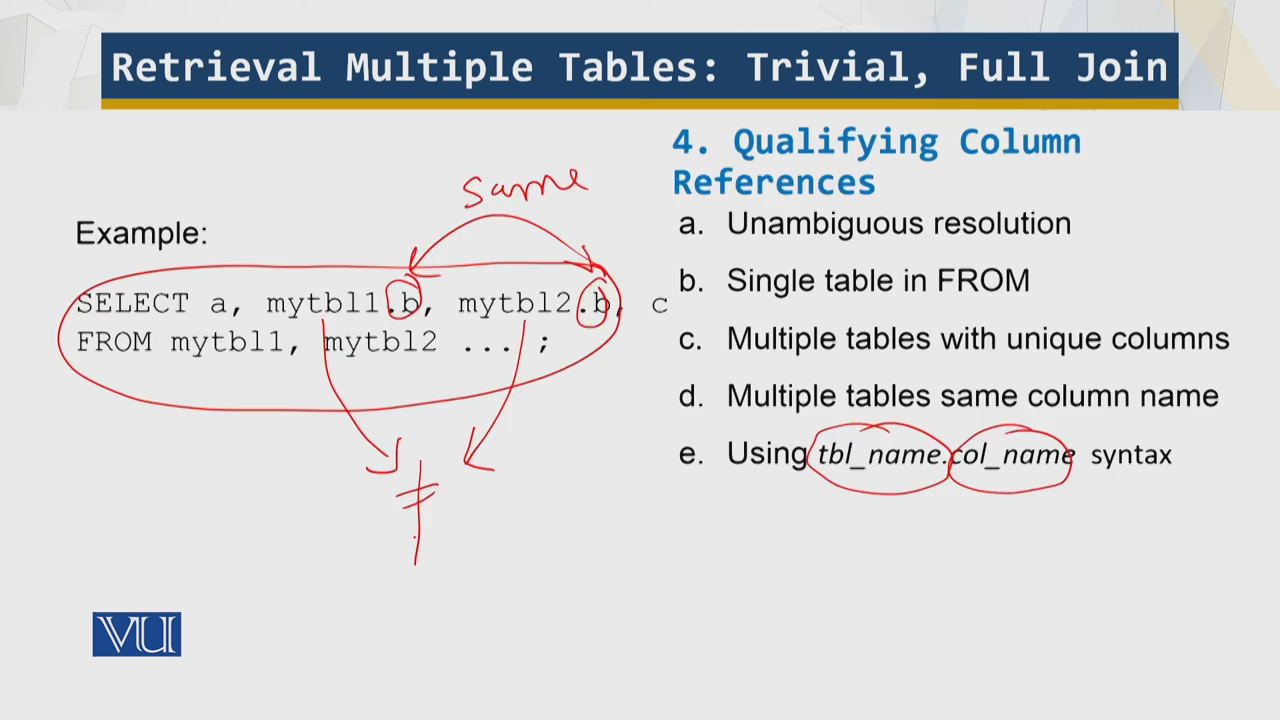 Retrieval Multiple Tables: Trivial, Full Join
same
Example:
SELECT a, mytbl1.b, mytbl2.b, c
FROM mytbl1, mytbl2 ... ;
≠
VU
4. Qualifying Column
References
a. Unambiguous resolution
b. Single table in FROM
c. Multiple tables with unique columns
d. Multiple tables same column name
e. Using tbl_name.col_name syntax